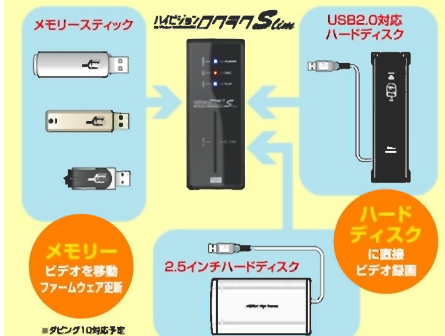 メモリースティック
ハイビジョンロクラクSlim
USB2.0対応
ハードディスク
メモリー
ビデオを移動
ファームウェア更新
2.5インチハードディスク
ハード
ディスク
に直接
ビデオ録画
■ダビング10対応予定